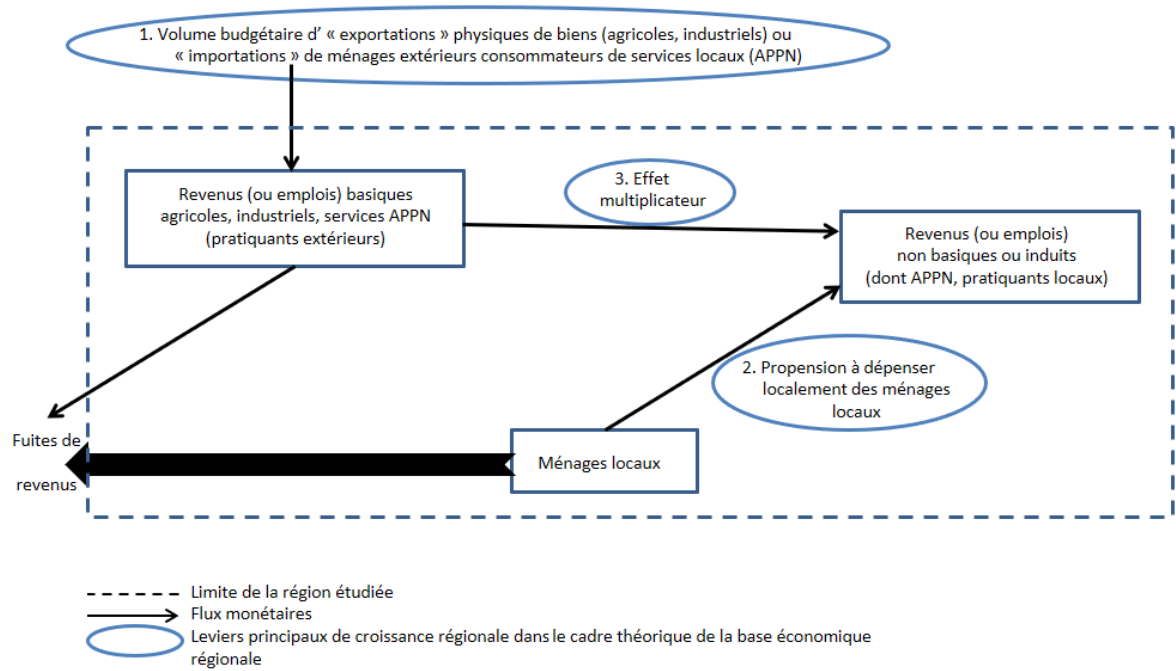 1. Volume budgétaire d’ « exportations » physiques de biens (agricoles, industriels) ou
« importations » de ménages extérieurs consommateurs de services locaux (APPN)
Revenus (ou emplois) basiques
agricoles, industriels, services APPN
(pratiquants extérieurs)
3. Effet
multiplicateur
Revenus (ou emplois)
non basiques ou induits
(dont APPN, pratiquants locaux)
2. Propension à dépenser
localement des ménages
locaux
Fuites de
revenus
Ménages locaux
Limite de la région étudiée
Flux monétaires
Leviers principaux de croissance régionale dans le cadre théorique de la base économique
régionale